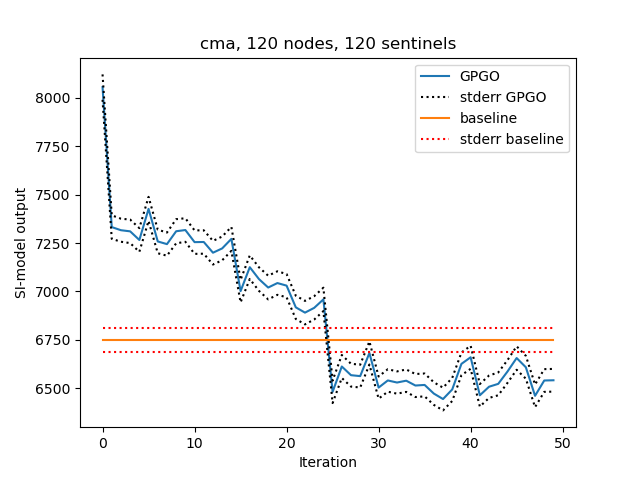 cma, 120 nodes, 120 sentinels
GPGO
stderr GPGO
baseline
stderr baseline
SI-model output
8000
7750
7500
7250
7000
6750
6500
0 10 20 30 40 50
Iteration